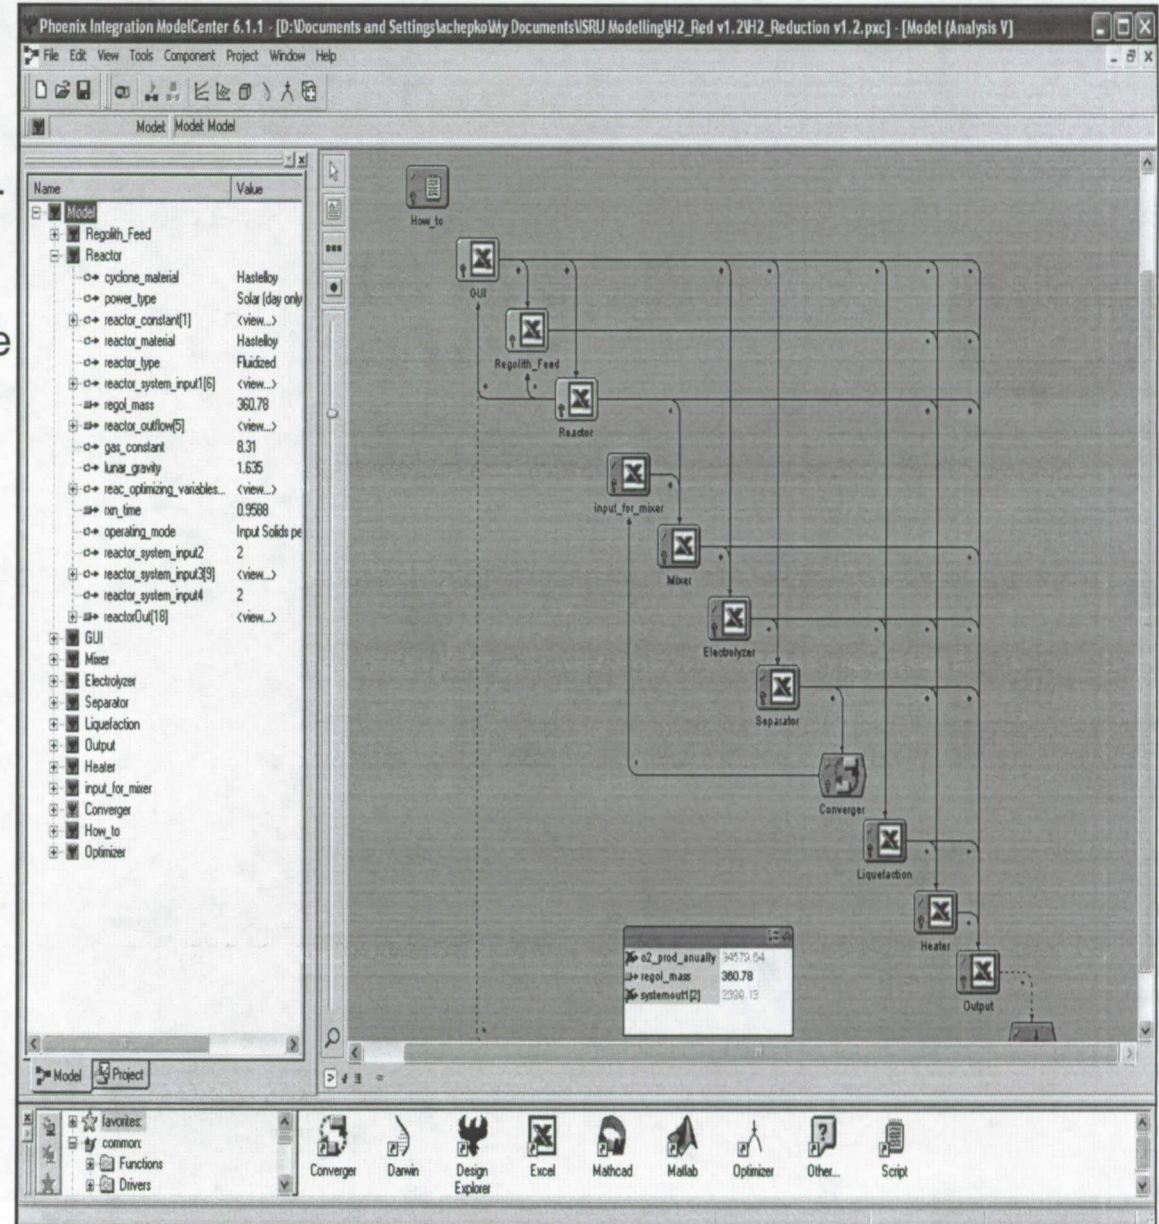 Phoenix Integration ModelCenter 6.1.1 - [D:\Documents and Settings\achepko\My Documents\ISRU Modelling\H2_Red v1.2\H2_Reduction v1.2.pxc] - [Model (Analysis V]
File Edit View Tools Component Project Window Help
Model: Model: Model
Name Value
Model
Regolith_Feed
Reactor
cyclone_material Hastelloy
power_type Solar (day only
reactor_constant[1] <view...>
reactor_material Hastelloy
reactor_type Fluidized
reactor_system_input1[6] <view...>
regol_mass 360.78
reactor_outflow[5] <view...>
gas_constant 8.31
lunar_gravity 1.635
reac_optimizing_variables... <view...>
rxn_time 0.9588
operating_mode Input Solids pe
reactor_system_input2 2
reactor_system_input3[9] <view...>
reactor_system_input4 2
reactorOut[18] <view...>
GUI
Mixer
Electrolyzer
Separator
Liquefaction
Output
Heater
input_for_mixer
Converger
How_to
Optimizer
Model Project
How_to
GUI
Regolith_Feed
Reactor
input_for_mixer
Mixer
Electrolyzer
Separator
Converger
Liquefaction
Heater
Output
o2_prod_anually
regol_mass 360.78
systemout1[2]
favorites:
common:
Functions
Drivers
Converger Darwin Design Explorer Excel Mathcad Matlab Optimizer Other... Script